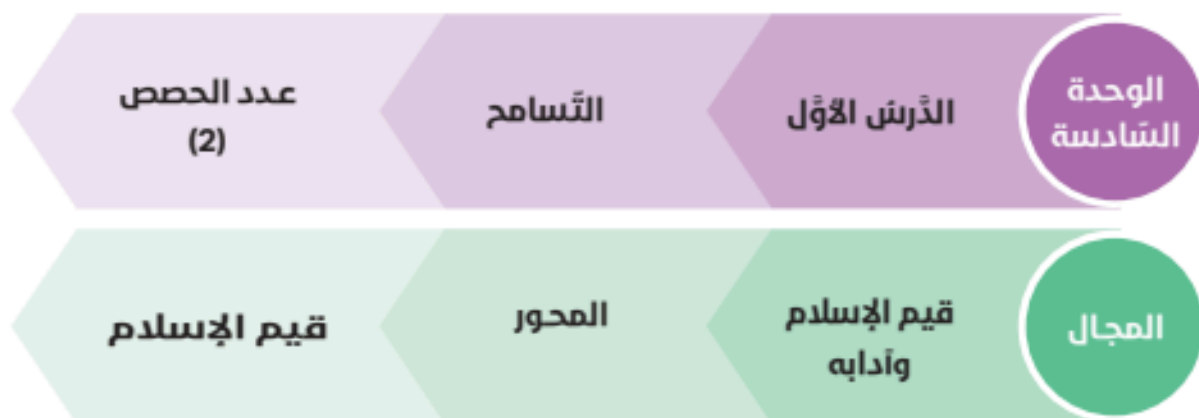 الوحدة
السَادسة
الدَّرسُ الأوَّل
التَّسامح
عدد الحصص
(2)
المجال
قيم الإسلام
وآدابه
المحور
قيم الإسلام